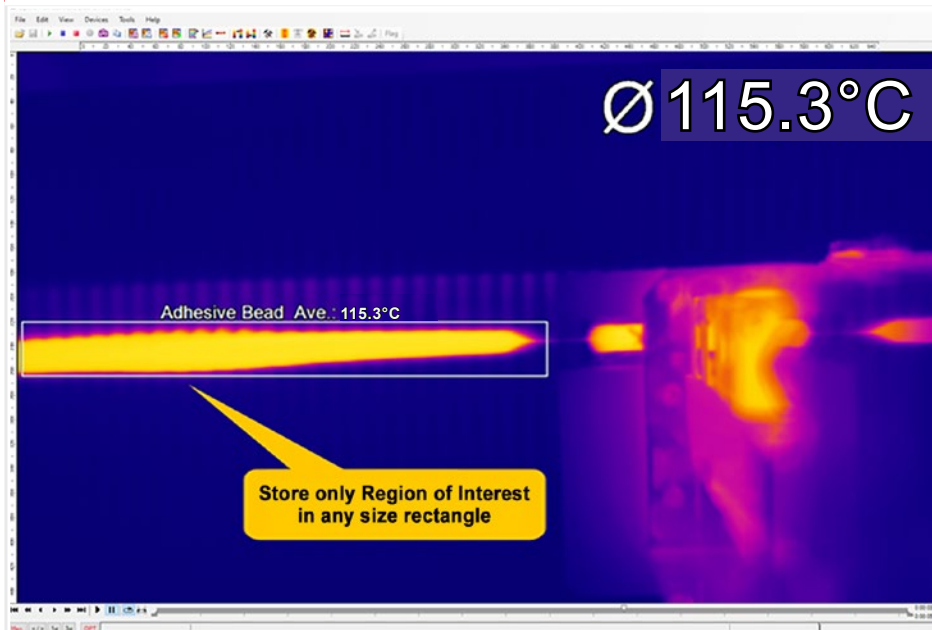 File Edit View Devices Tools Help
Ø 115.3°C
Adhesive Bead Ave.: 115.3°C
Store only Region of Interest
in any size rectangle